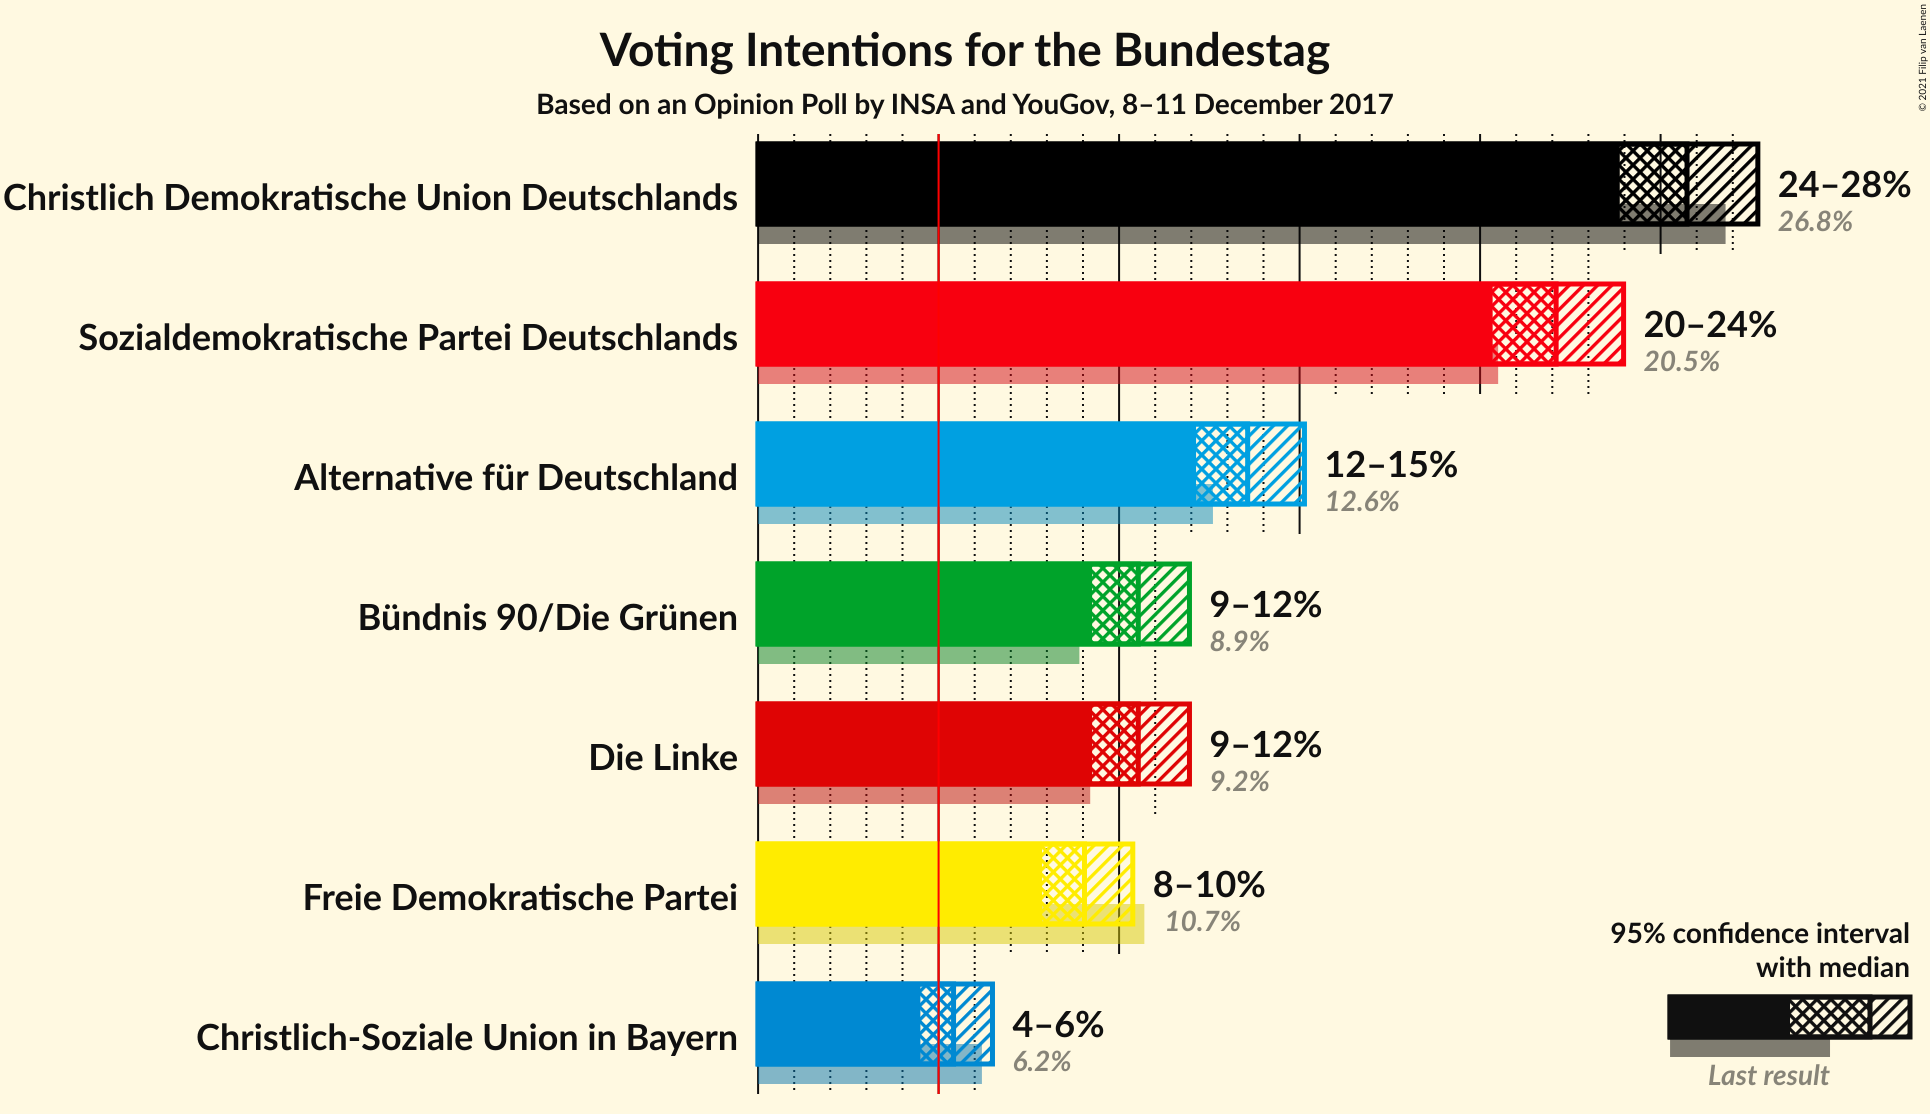 Voting Intentions for the Bundestag
Based on an Opinion Poll by INSA and YouGov, 8–11 December 2017
© 2021 Filip van Laenen
Christlich Demokratische Union Deutschlands
24–28%
26.8%
Sozialdemokratische Partei Deutschlands
20–24%
20.5%
Alternative für Deutschland
12–15%
12.6%
Bündnis 90/Die Grünen
9–12%
8.9%
Die Linke
9–12%
9.2%
Freie Demokratische Partei
8–10%
10.7%
Christlich-Soziale Union in Bayern
4–6%
6.2%
95% confidence interval
with median
Last result